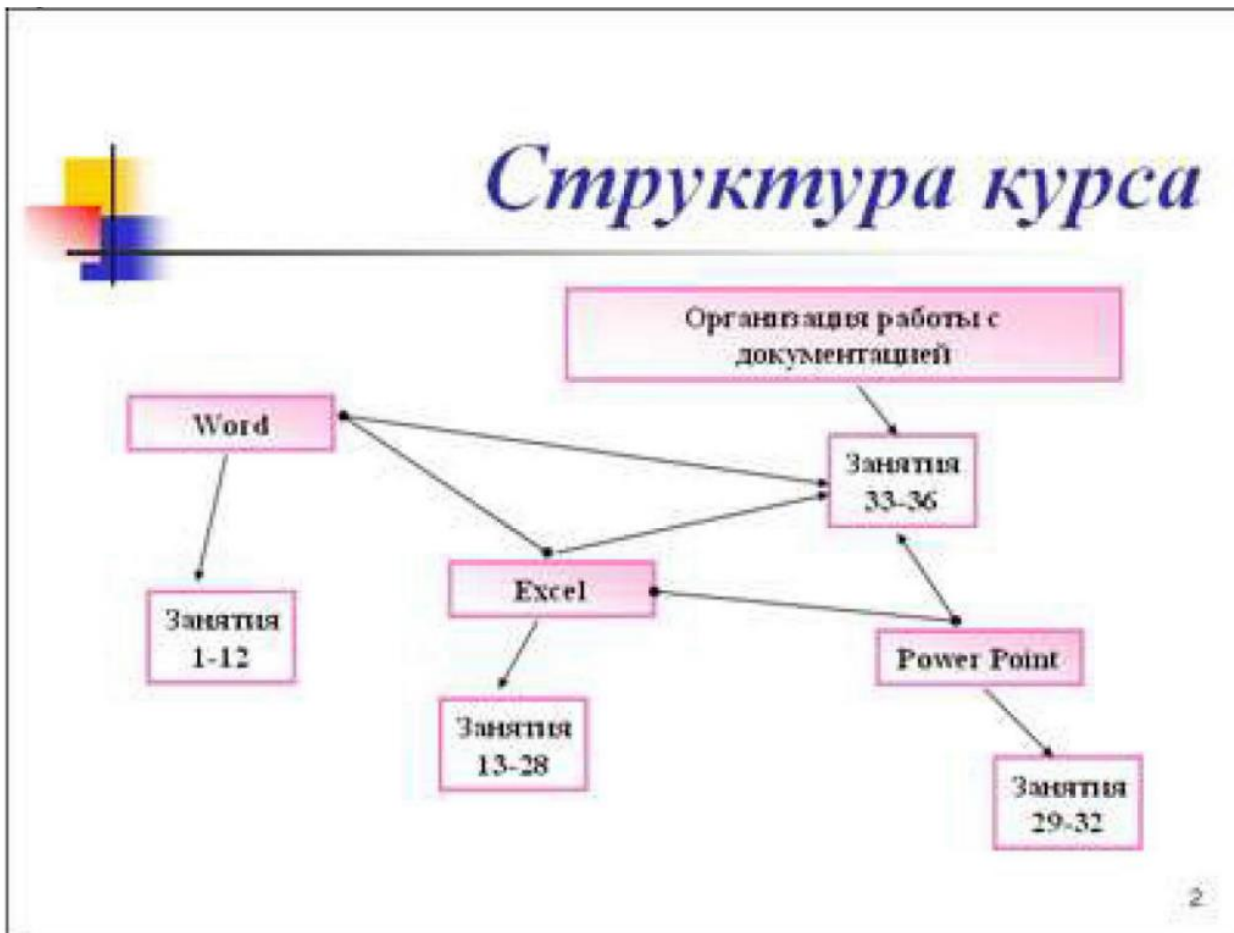 Структура курса
Организация работы с
документацией
Word
Занятия
33-36
Excel
Занятия
1-12
Power Point
Занятия
13-28
Занятия
29-32
2